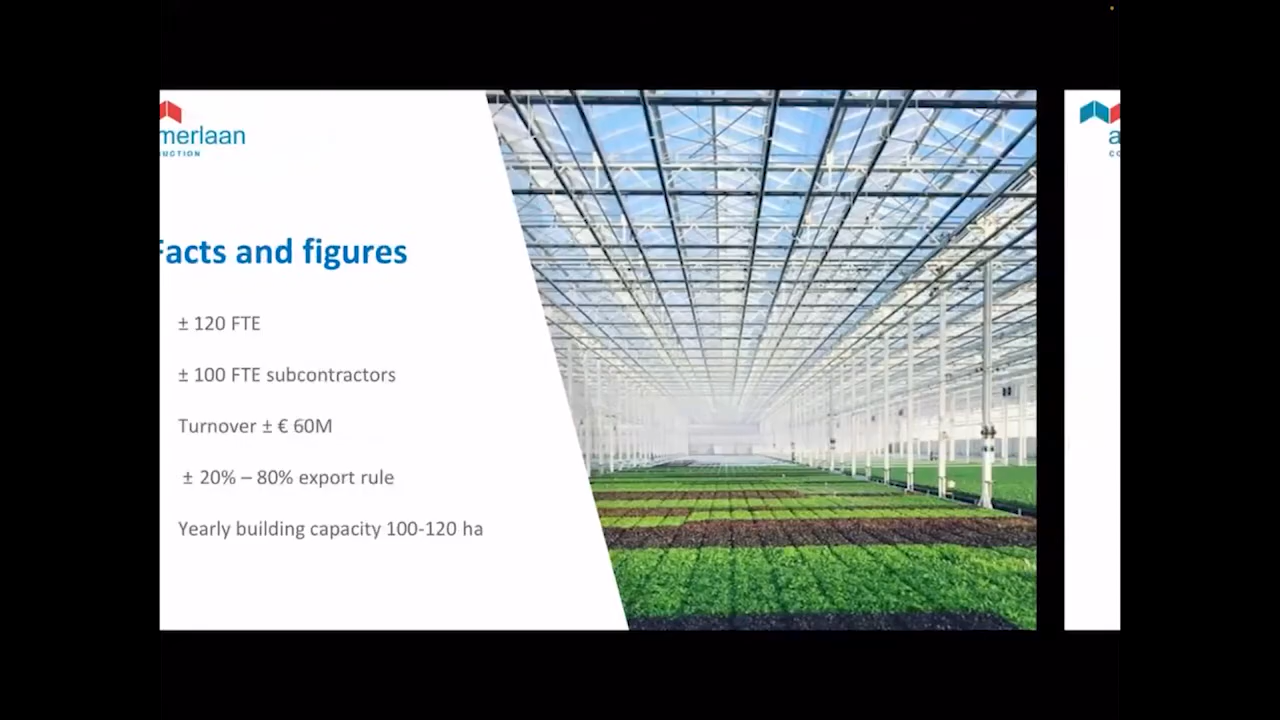 merlaan
Facts and figures
± 120 FTE
± 100 FTE subcontractors
Turnover ± € 60M
± 20% – 80% export rule
Yearly building capacity 100-120 ha